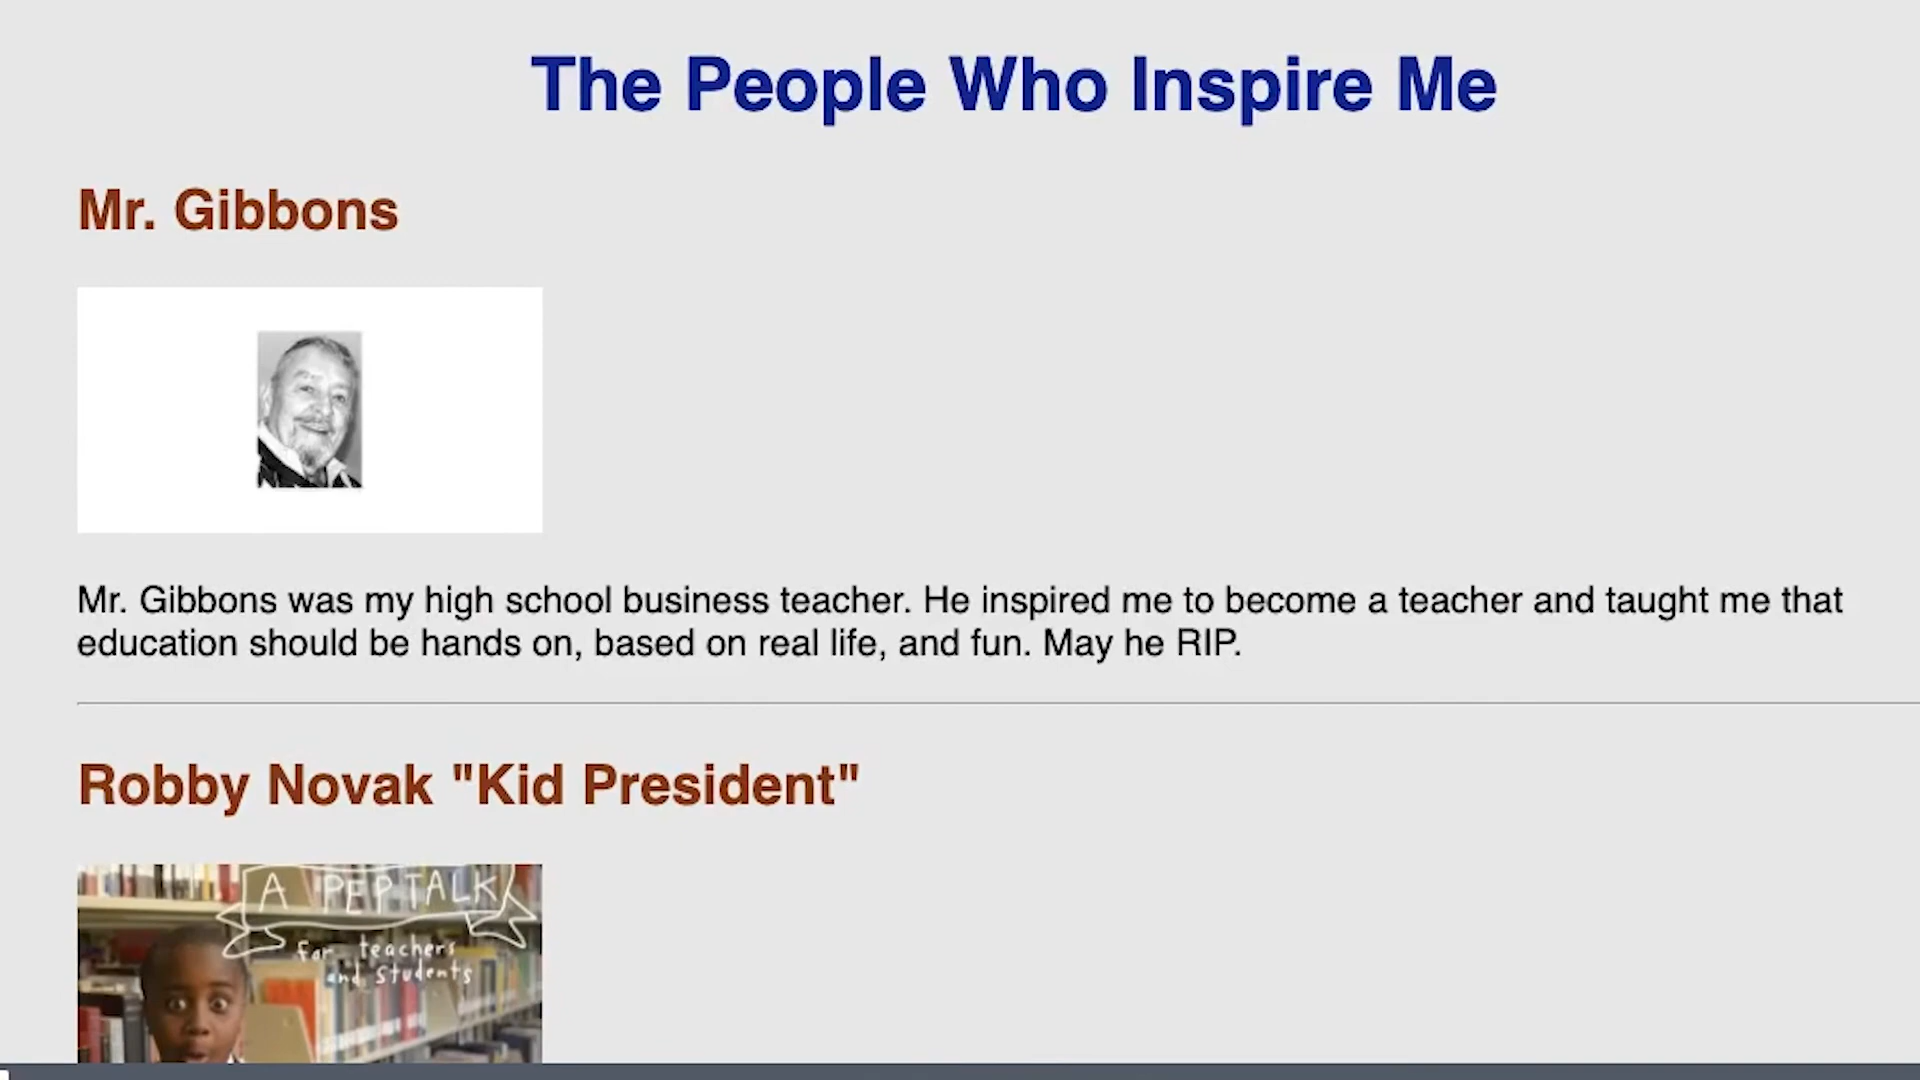 The People Who Inspire Me
Mr. Gibbons
Mr. Gibbons was my high school business teacher. He inspired me to become a teacher and taught me that
education should be hands on, based on real life, and fun. May he RIP.
Robby Novak "Kid President"
A PEP TALK
for teachers
and students